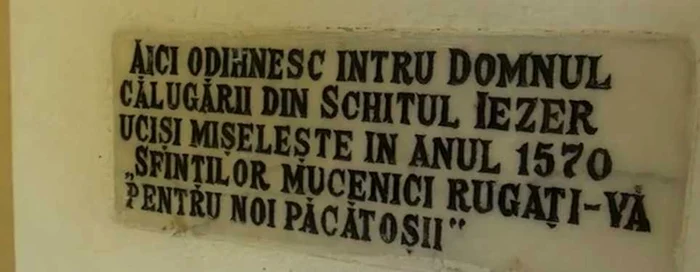 AICI ODIHNESC INTRU DOMNUL
CĂLUGĂRII DIN SCHITUL IEZER
UCIȘI MIȘELEȘTE IN ANUL 1570
„SFINȚILOR MUCENICI RUGAȚI-VĂ
PENTRU NOI PĂCĂTOȘII"